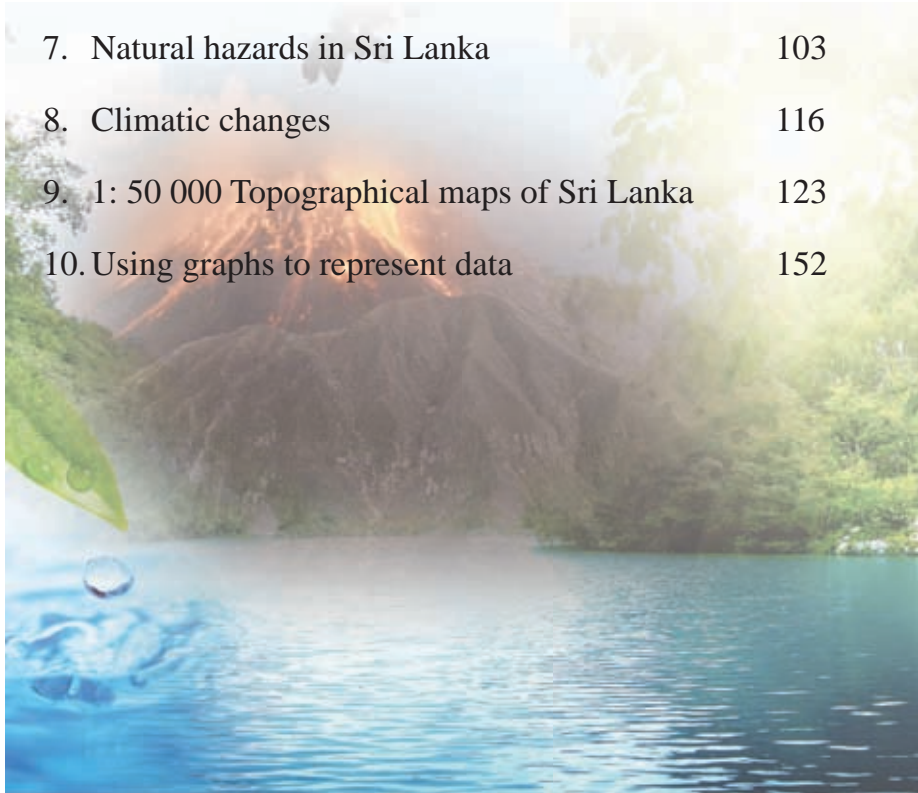 7. Natural hazards in Sri Lanka 103
8. Climatic changes 116
9. 1: 50 000 Topographical maps of Sri Lanka 123
10. Using graphs to represent data 152